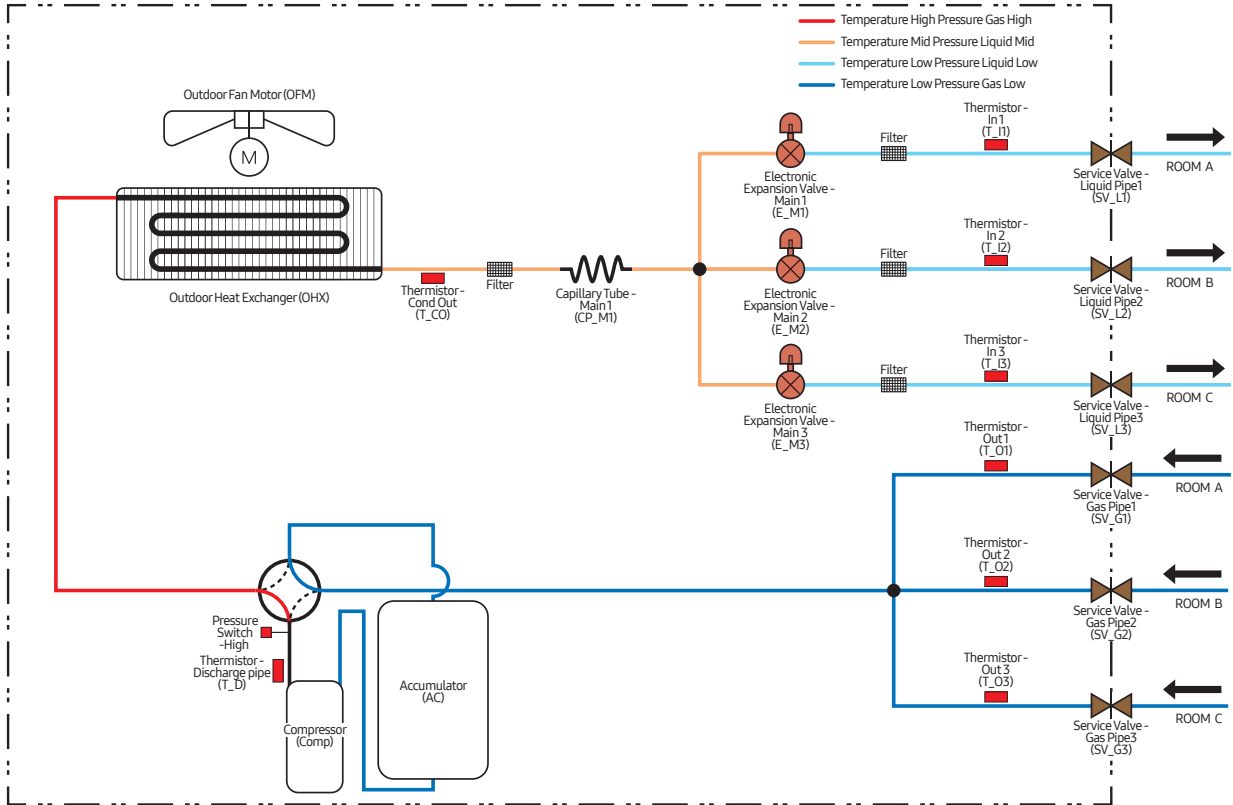 Temperature High Pressure Gas High
Temperature Mid Pressure Liquid Mid
Temperature Low Pressure Liquid Low
Temperature Low Pressure Gas Low
Outdoor Fan Motor (OFM)
M
Outdoor Heat Exchanger (OHX)
Thermistor -
Cond Out
(T_CO)
Filter
Capillary Tube -
Main 1
(CP_M1)
Electronic
Expansion Valve -
Main 1
(E_M1)
Filter
Thermistor -
In 1
(T_I1)
Service Valve -
Liquid Pipe1
(SV_L1)
ROOM A
Electronic
Expansion Valve -
Main 2
(E_M2)
Filter
Thermistor -
In 2
(T_I2)
Service Valve -
Liquid Pipe2
(SV_L2)
ROOM B
Electronic
Expansion Valve -
Main 3
(E_M3)
Filter
Thermistor -
In 3
(T_I3)
Service Valve -
Liquid Pipe3
(SV_L3)
ROOM C
Thermistor -
Out 1
(T_O1)
Service Valve -
Gas Pipe1
(SV_G1)
ROOM A
Thermistor -
Out 2
(T_O2)
Service Valve -
Gas Pipe2
(SV_G2)
ROOM B
Thermistor -
Out 3
(T_O3)
Service Valve -
Gas Pipe3
(SV_G3)
ROOM C
Pressure
Switch
-High
Thermistor -
Discharge pipe
(T_D)
Compressor
(Comp)
Accumulator
(AC)